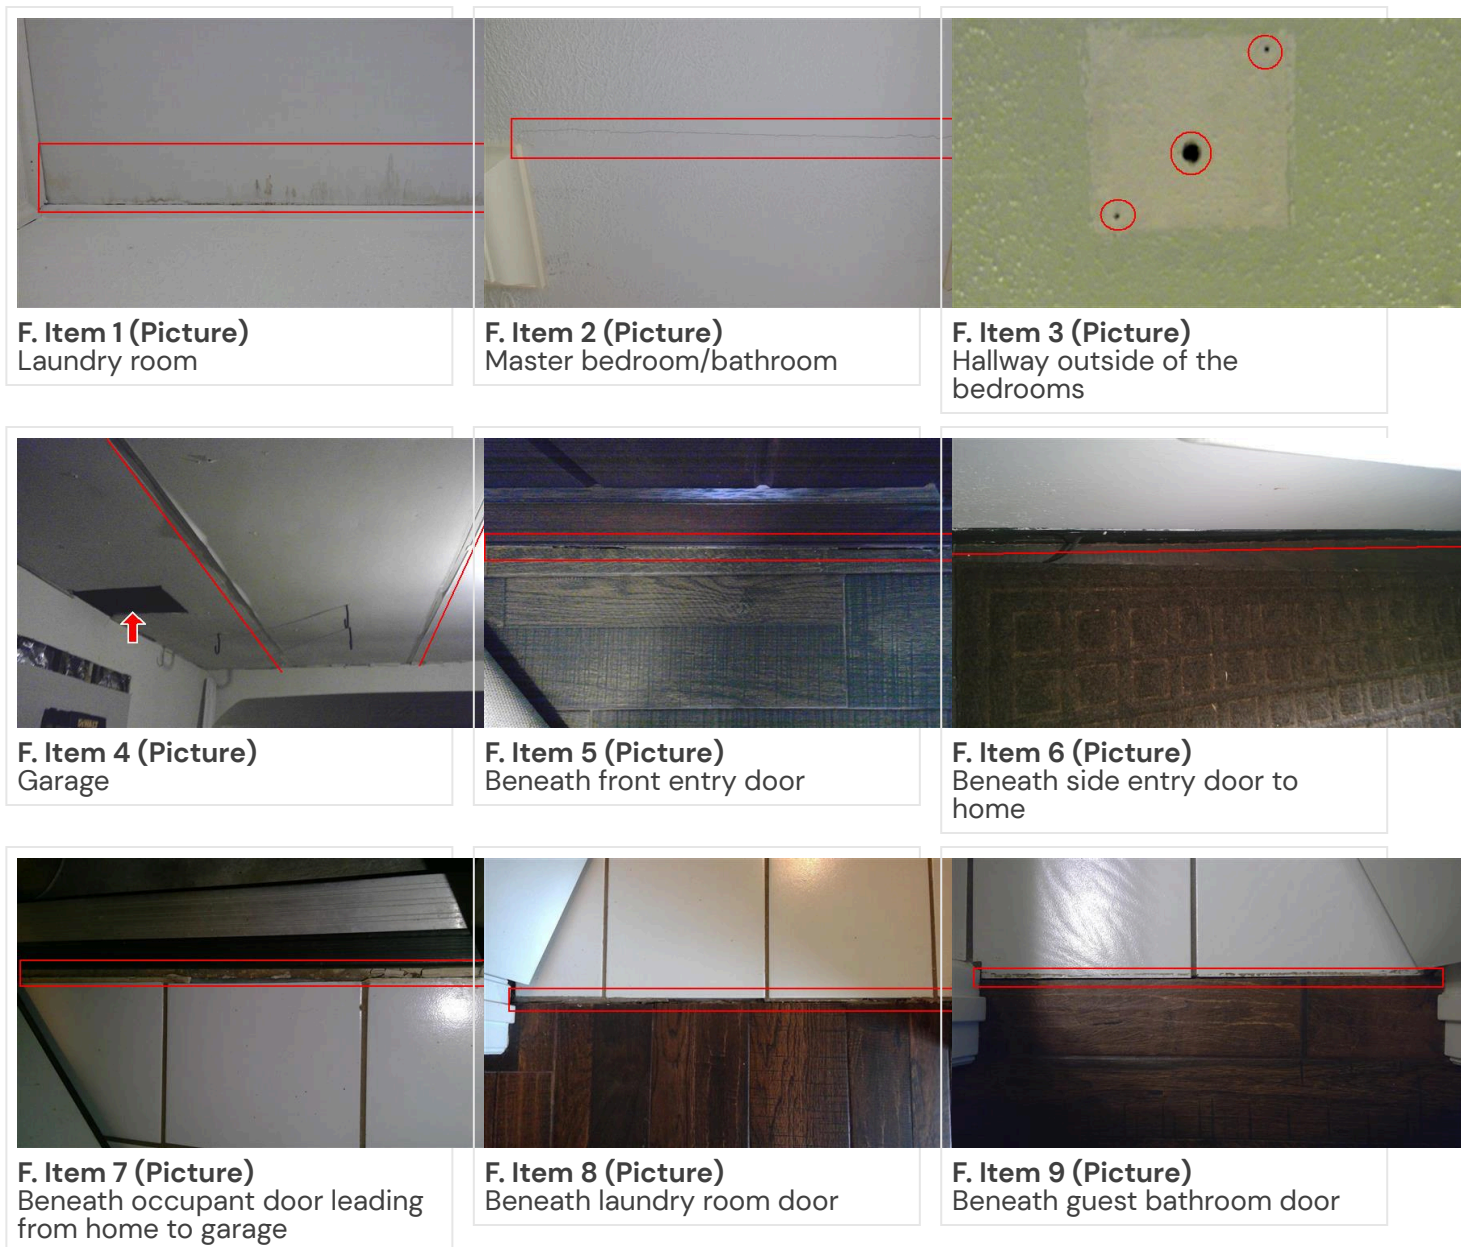 F. Item 1 (Picture)
Laundry room
F. Item 2 (Picture)
Master bedroom/bathroom
F. Item 3 (Picture)
Hallway outside of the
bedrooms
F. Item 4 (Picture)
Garage
F. Item 5 (Picture)
Beneath front entry door
F. Item 6 (Picture)
Beneath side entry door to
home
F. Item 7 (Picture)
Beneath occupant door leading
from home to garage
F. Item 8 (Picture)
Beneath laundry room door
F. Item 9 (Picture)
Beneath guest bathroom door